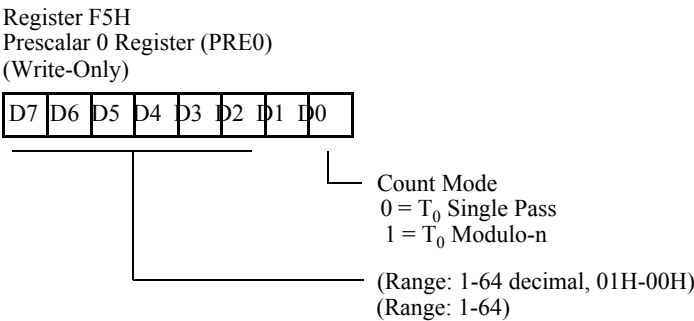 Register F5H
Prescalar 0 Register (PRE0)
(Write-Only)
D7 D6 D5 D4 D3 D2 D1 D0
Count Mode
0 = T0 Single Pass
1 = T0 Modulo-n
(Range: 1-64 decimal, 01H-00H)
(Range: 1-64)